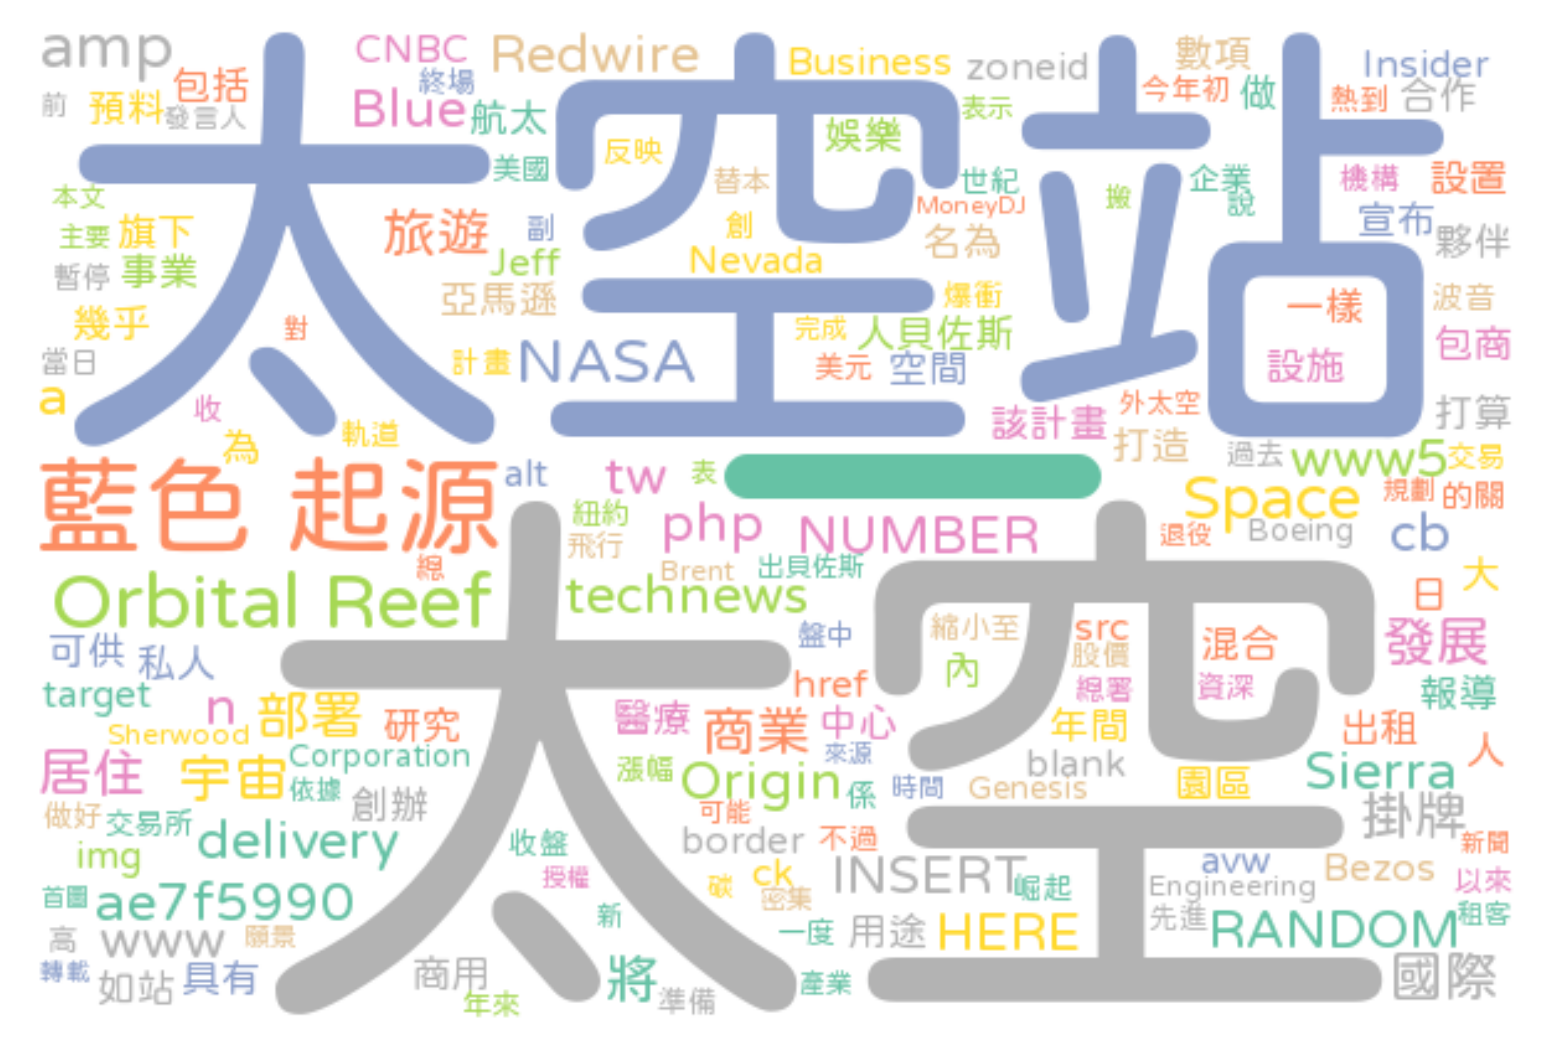 amp
CNBC
Redwire
Business
zoneid
數項
Insider
終場
包括
前
預料
發言人
Blue
航太
表示
今年初
做
熱到
合作
太空站
娛樂
反映
美國
替本
世紀
企業
說
機構
設置
本文
MoneyDJ
搬
主要
旗下
旅遊
副
創
名為
宣布
夥伴
暫停
事業
Jeff
Nevada
亞馬遜
爆衝
一樣
波音
幾乎
對
完成
人貝佐斯
包商
當日
計畫
NASA
美元
空間
設施
a
收
外太空
打算
為
軌道
該計畫
打造
過去
www5
交易
藍色 起源
alt
tw
表
一
Space
規劃
的關
紐約
php
NUMBER
退役
Boeing
cb
飛行
總
Brent
出貝佐斯
大
Orbital Reef
technews
日
太空
可供
私人
盤中
縮小至
src
股價
混合
發展
內
target
href
總署
資深
報導
n
部署
研究
醫療
商業
中心
年間
出租
Sherwood
來源
人
居住
宇宙
Corporation
漲幅
Origin
係
時間
blank
Genesis
園區
Sierra
依據
創辦
做好
交易所
可能
掛牌
delivery
收盤
border
不過
新聞
img
授權
碳
ck
INSERT
崛起
avw
Bezos
以來
首圖
ae7f5990
密集
Engineering
新
先進
租客
高
www
願景
一度
用途
HERE
RANDOM
轉載
如站
具有
商用
將
產業
國際
年來
準備